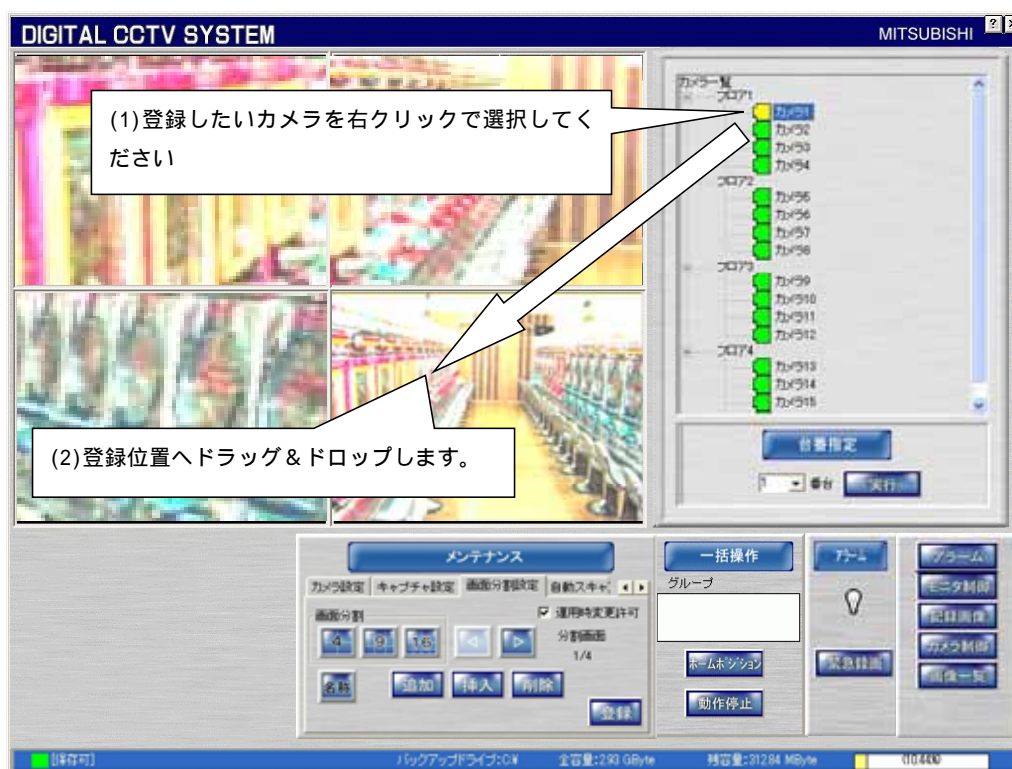 DIGITAL CCTV SYSTEM
MITSUBISHI
(1)登録したいカメラを右クリックで選択してく
ださい
カメラ一覧
フロア1
カメラ1
カメラ2
カメラ3
カメラ4
フロア2
カメラ5
カメラ6
カメラ7
カメラ8
フロア3
カメラ9
カメラ10
カメラ11
カメラ12
フロア4
カメラ13
カメラ14
カメラ15
(2)登録位置へドラッグ&ドロップします。
台番指定
1 番台 実行
メンテナンス
カメラ設定 キャプチャ設定 画面分割設定 自動スキャ
画面分割
運用時変更許可
4 9 16
分割画面
1/4
名称 追加 挿入 削除
登録
一括操作
グループ
ホームポジション
動作停止
アラーム
緊急録画
アラーム
モニタ制御
記録画像
カメラ制御
画像一覧
[保存可] バックアップドライブ:C:¥ 全容量:2.93 GByte 残容量:312.84 MByte